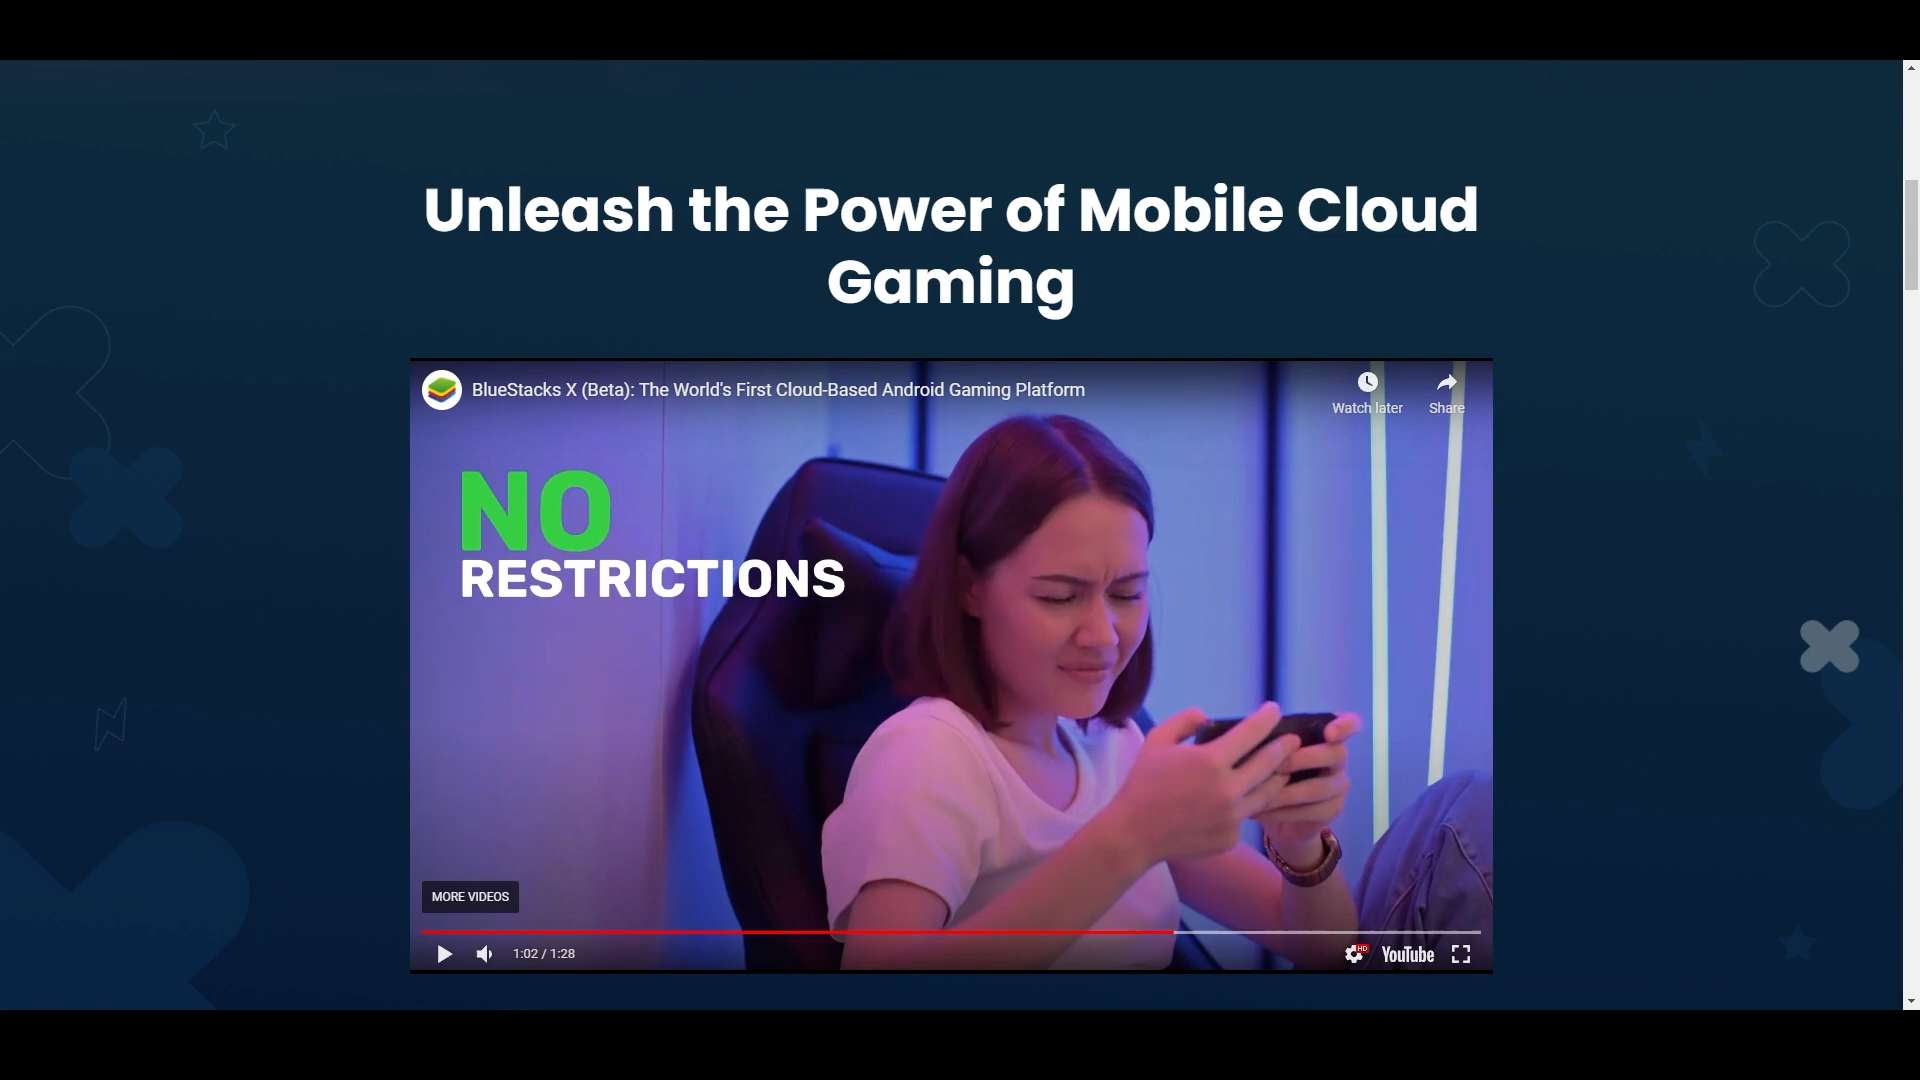 Unleash the Power of Mobile Cloud
Gaming
BlueStacks X (Beta): The World's First Cloud-Based Android Gaming Platform
Watch later
Share
NO
RESTRICTIONS
MORE VIDEOS
1:02 / 1:28
HD
YouTube